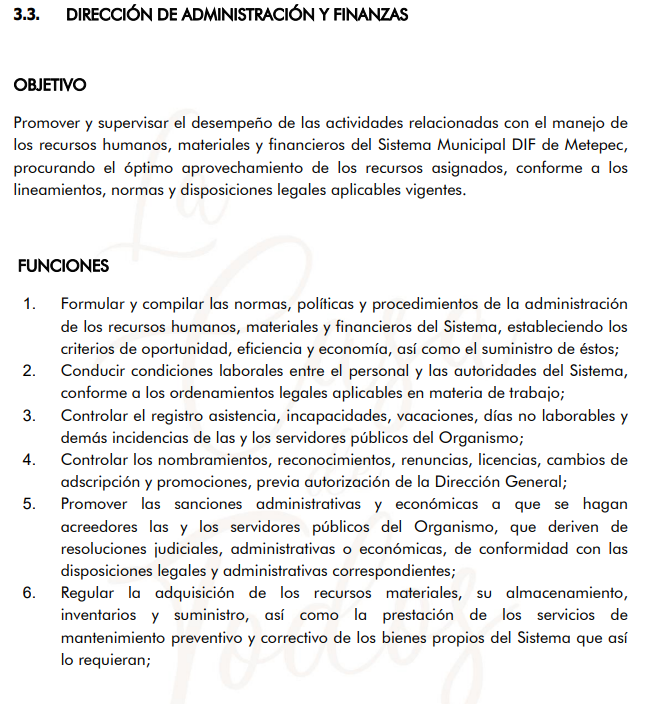 3.3. DIRECCIÓN DE ADMINISTRACIÓN Y FINANZAS
OBJETIVO
Promover y supervisar el desempeño de las actividades relacionadas con el manejo de
los recursos humanos, materiales y financieros del Sistema Municipal DIF de Metepec,
procurando el óptimo aprovechamiento de los recursos asignados, conforme a los
lineamientos, normas y disposiciones legales aplicables vigentes.
FUNCIONES
1. Formular y compilar las normas, políticas y procedimientos de la administración
de los recursos humanos, materiales y financieros del Sistema, estableciendo los
criterios de oportunidad, eficiencia y economía, así como el suministro de éstos;
2. Conducir condiciones laborales entre el personal y las autoridades del Sistema,
conforme a los ordenamientos legales aplicables en materia de trabajo;
3. Controlar el registro asistencia, incapacidades, vacaciones, días no laborables y
demás incidencias de las y los servidores públicos del Organismo;
4. Controlar los nombramientos, reconocimientos, renuncias, licencias, cambios de
adscripción y promociones, previa autorización de la Dirección General;
5. Promover las sanciones administrativas y económicas a que se hagan
acreedores las y los servidores públicos del Organismo, que deriven de
resoluciones judiciales, administrativas o económicas, de conformidad con las
disposiciones legales y administrativas correspondientes;
6. Regular la adquisición de los recursos materiales, su almacenamiento,
inventarios y suministro, así como la prestación de los servicios de
mantenimiento preventivo y correctivo de los bienes propios del Sistema que así
lo requieran;
La
Casa
de
Todos